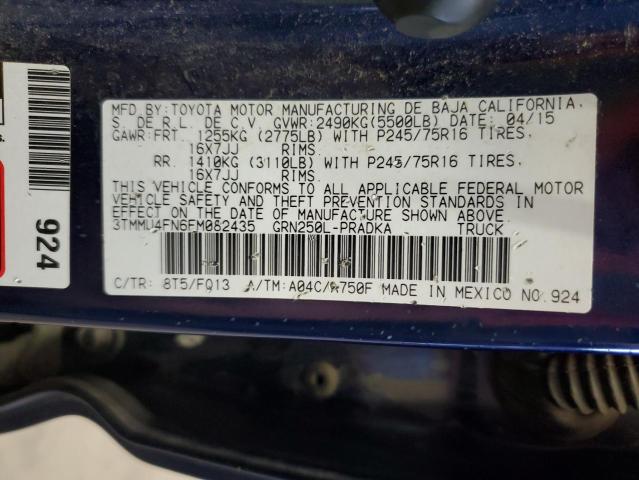 MFD BY:TOYOTA MOTOR MANUFACTURING DE BAJA CALIFORNIA,
S. DE R.L. DE C.V. GVWR:2490KG(5500LB) DATE: 04/15
GAWR:FRT. 1255KG (2775LB) WITH P245/75R16 TIRES,
16X7JJ RIMS.
RR. 1410KG (3110LB) WITH P245/75R16 TIRES,
16X7JJ RIMS.
THIS VEHICLE CONFORMS TO ALL APPLICABLE FEDERAL MOTOR
VEHICLE SAFETY AND THEFT PREVENTION STANDARDS IN
EFFECT ON THE DATE OF MANUFACTURE SHOWN ABOVE.
3TMMU4FN6FM082435 GRN250L-PRADKA TRUCK
C/TR: 8T5/FQ13 A/TM:A04C/A750F MADE IN MEXICO NO.924
924
s.